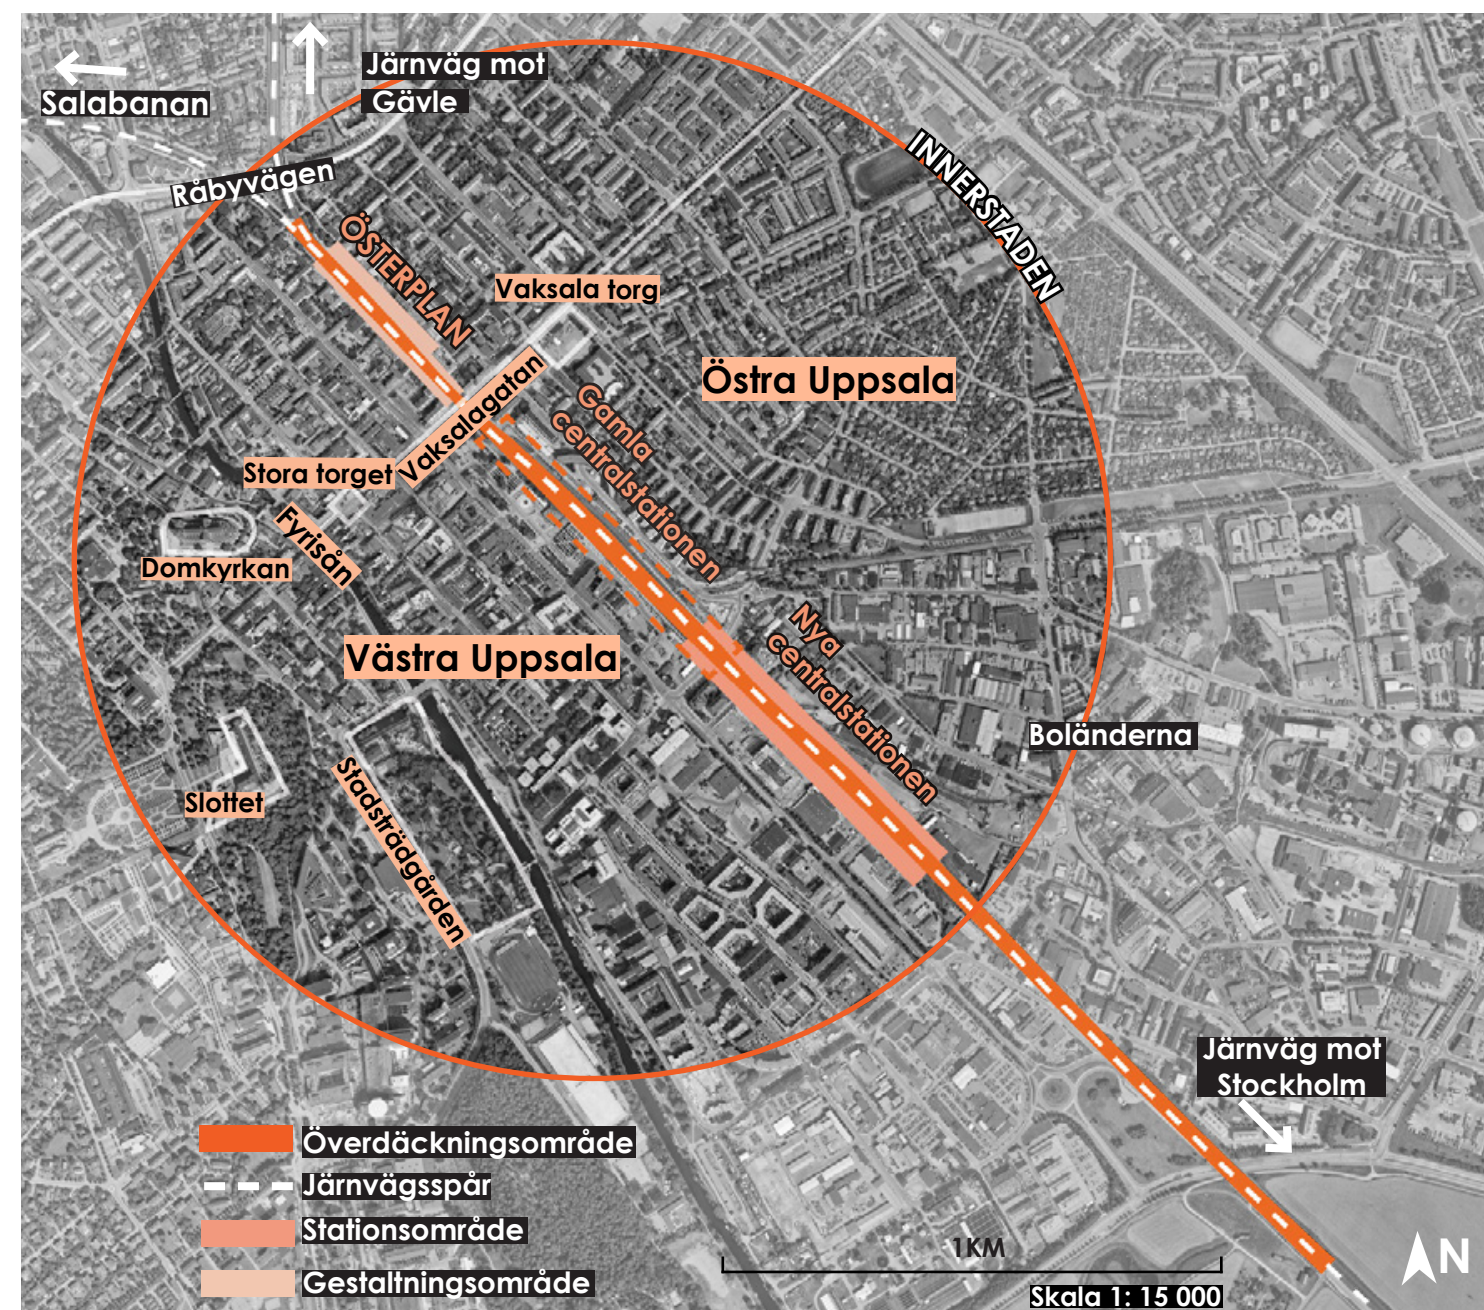 Järnväg mot
Gävle
Salabanan
Råbyvägen
INNERSTADEN
ÖSTERPLAN
Vaksala torg
Östra Uppsala
Vaksalagatan
Gamla
centralstationen
Stora torget
Fyrisån
Domkyrkan
Västra Uppsala
Nya
centralstationen
Boländerna
Slottet
Stadsträdgården
Järnväg mot
Stockholm
Överdäckningsområde
Järnvägsspår
Stationsområde
Gestaltningsområde
1KM
Skala 1: 15 000
N